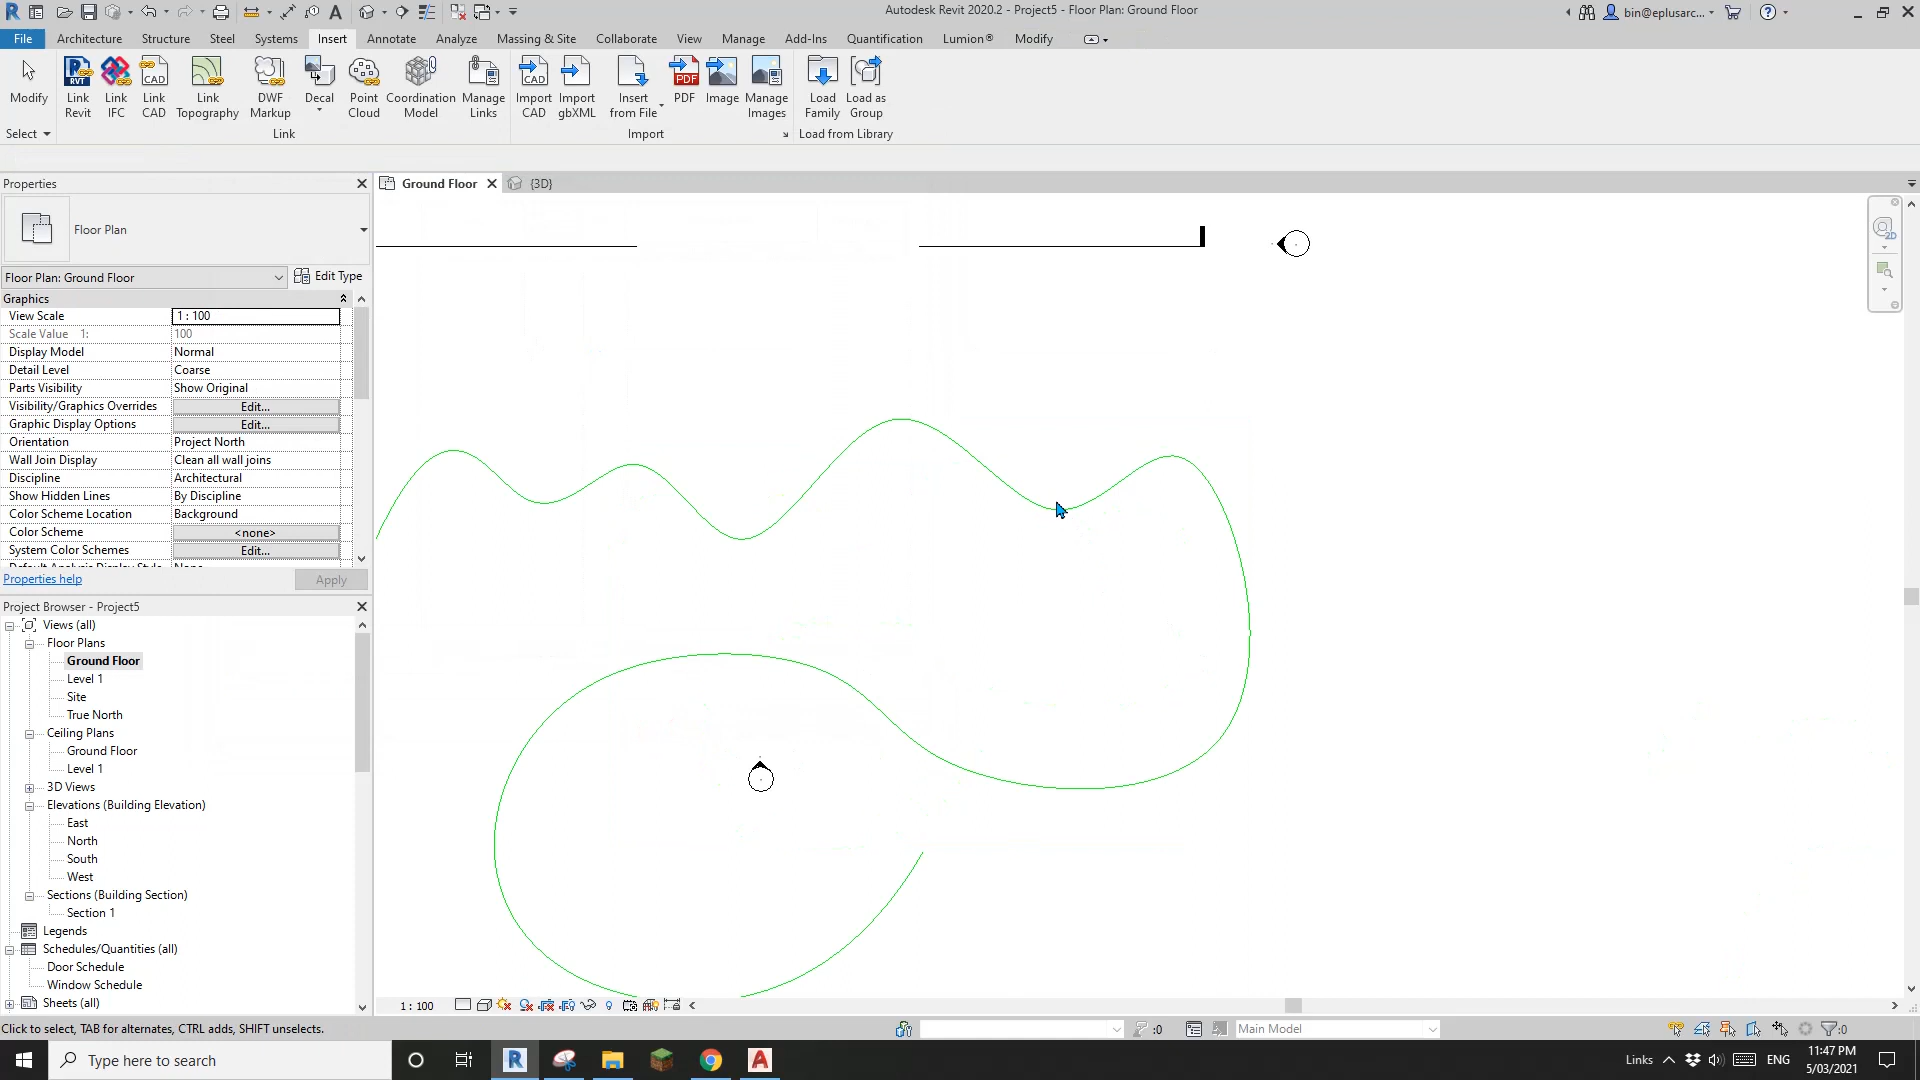 Autodesk Revit 2020.2 - Project5 - Floor Plan: Ground Floor
bin@eplusarc...
File Architecture Structure Steel Systems Insert Annotate Analyze Massing & Site Collaborate View Manage Add-Ins Quantification Lumion® Modify
Modify
Link Revit
Link IFC
Link CAD
Link Topography
DWF Markup
Decal
Point Cloud
Coordination Model
Manage Links
Import CAD
Import gbXML
Insert from File
PDF
Image
Manage Images
Load Family
Load as Group
Select Link Import Load from Library
Properties
Ground Floor
{3D}
Floor Plan
Floor Plan: Ground Floor
Edit Type
Graphics
View Scale 1 : 100
Scale Value 1: 100
Display Model Normal
Detail Level Coarse
Parts Visibility Show Original
Visibility/Graphics Overrides Edit...
Graphic Display Options Edit...
Orientation Project North
Wall Join Display Clean all wall joins
Discipline Architectural
Show Hidden Lines By Discipline
Color Scheme Location Background
Color Scheme <none>
System Color Schemes Edit...
Properties help
Apply
Project Browser - Project5
Views (all)
Floor Plans
Ground Floor
Level 1
Site
True North
Ceiling Plans
Ground Floor
Level 1
3D Views
Elevations (Building Elevation)
East
North
South
West
Sections (Building Section)
Section 1
Legends
Schedules/Quantities (all)
Door Schedule
Window Schedule
Sheets (all)
2D
1 : 100
Click to select, TAB for alternates, CTRL adds, SHIFT unselects.
:0
Main Model
:0
Type here to search
Links
ENG
11:47 PM
5/03/2021